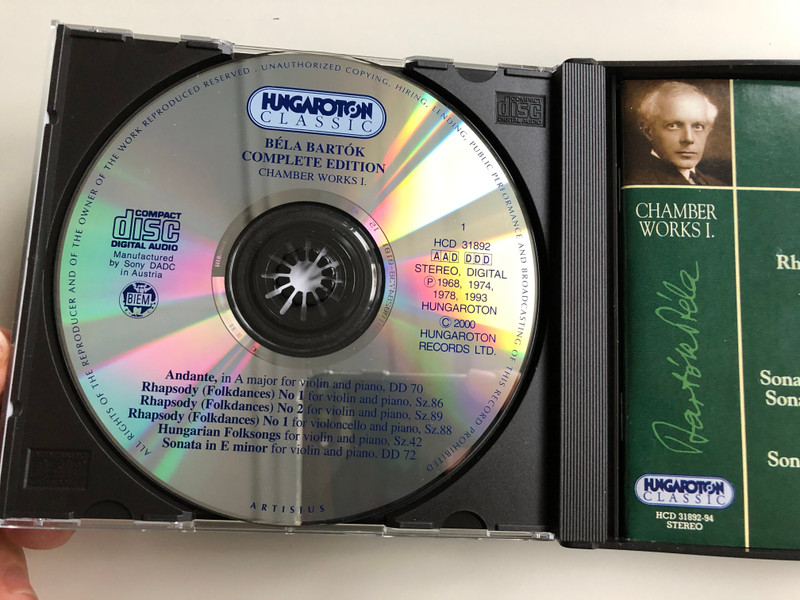 ALL RIGHTS OF THE REPRODUCER AND OF THE OWNER OF THE WORK REPRODUCED RESERVED . UNAUTHORIZED COPYING, HIRING, LENDING, PUBLIC PERFORMANCE AND BROADCASTING OF THIS RECORD PROHIBITED
HUNGAROTON
CLASSIC
BÉLA BARTÓK
COMPLETE EDITION
CHAMBER WORKS I.
COMPACT
disc
DIGITAL AUDIO
Manufactured
by Sony DADC
in Austria
BIEM
1
HCD 31892
AAD DDD
STEREO, DIGITAL
Ⓟ 1968, 1974,
1978, 1993
HUNGAROTON
© 2000
HUNGAROTON
RECORDS LTD.
Andante, in A major for violin and piano, DD 70
Rhapsody (Folkdances) No 1 for violin and piano, Sz.86
Rhapsody (Folkdances) No 2 for violin and piano, Sz.89
Rhapsody (Folkdances) No 1 for violoncello and piano, Sz.88
Hungarian Folksongs for violin and piano, Sz.42
Sonata in E minor for violin and piano, DD 72
ARTISJUS
COMPACT
disc
DIGITAL AUDIO
CHAMBER
WORKS I.
Bartók Béla
HUNGAROTON
CLASSIC
HCD 31892-94
STEREO
Rh
Sona
Sona
Son